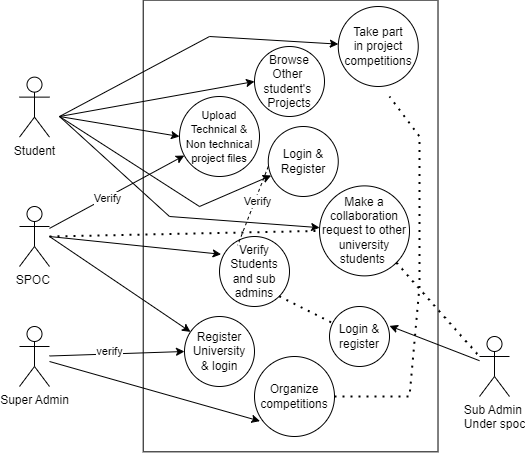 Take part
in project
competitions
Browse
Other
student's
Projects
Upload
Technical &
Non technical
project files
Student
Login &
Register
Verify
Verify
Make a
collaboration
request to other
university
students
SPOC
Verify
Students
and sub
admins
Register
University
& login
Login &
register
verify
Super Admin
Organize
competitions
Sub Admin
Under spoc